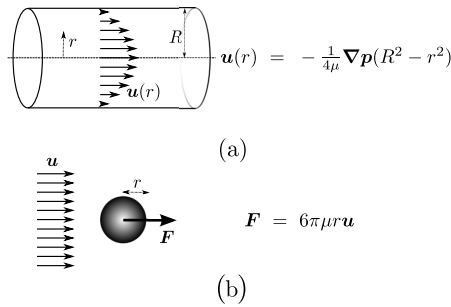 r
R
u(r) = − 1/4μ ∇p(R² − r²)
u(r)
(a)
u
r
F = 6πμru
F
(b)